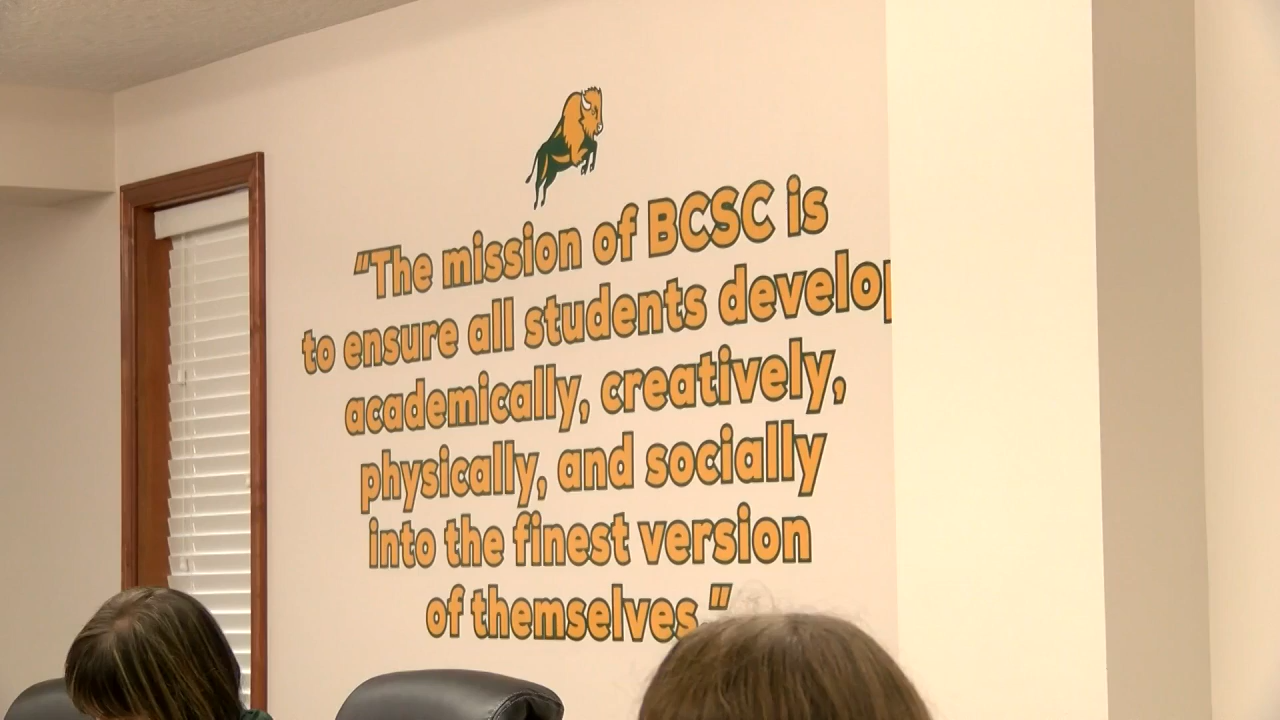 “The mission of BCSC is
to ensure all students develop
academically, creatively,
physically, and socially
into the finest version
of themselves.”